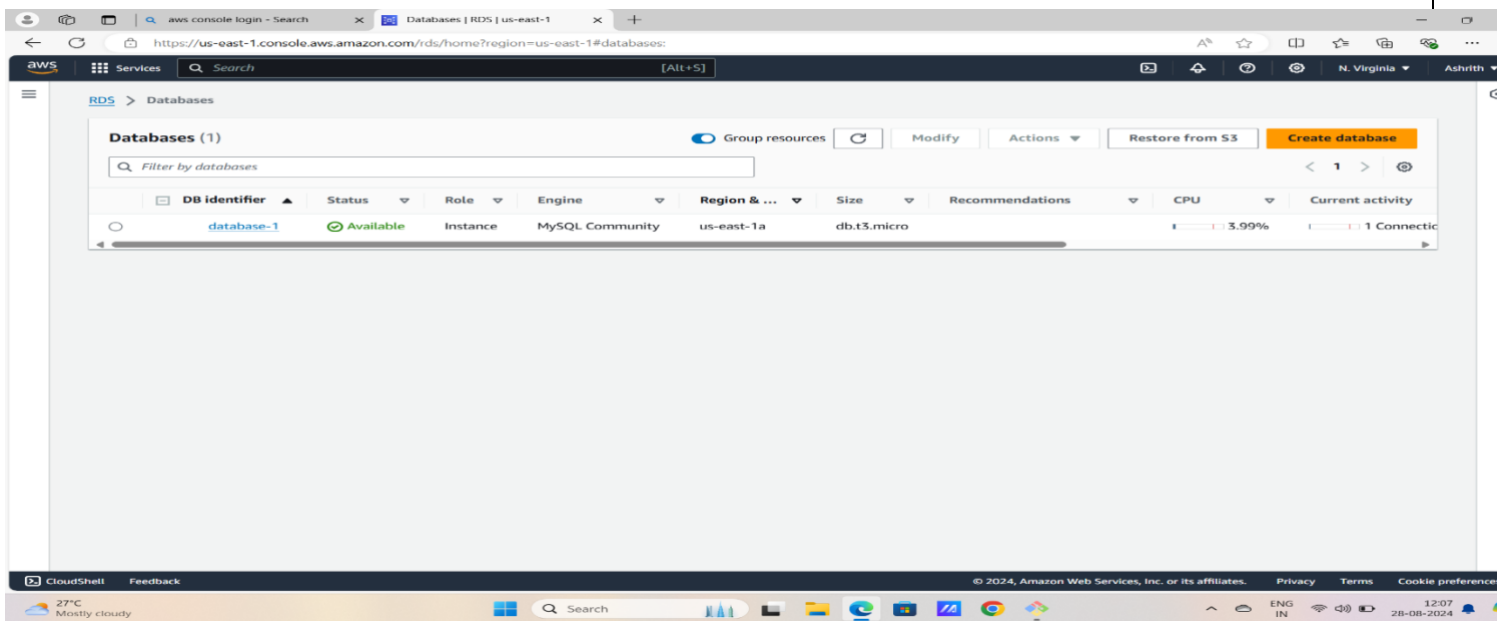 aws console login - Search
Databases | RDS | us-east-1
https://us-east-1.console.aws.amazon.com/rds/home?region=us-east-1#databases:
aws Services Search [Alt+S] N. Virginia Ashrith
RDS > Databases
Databases (1) Group resources Modify Actions Restore from S3 Create database
Filter by databases 1
DB identifier Status Role Engine Region & ... Size Recommendations CPU Current activity
database-1 Available Instance MySQL Community us-east-1a db.t3.micro 3.99% 1 Connectic
CloudShell Feedback © 2024, Amazon Web Services, Inc. or its affiliates. Privacy Terms Cookie preference
27°C
Mostly cloudy
Search
ENG
IN
12:07
28-08-2024